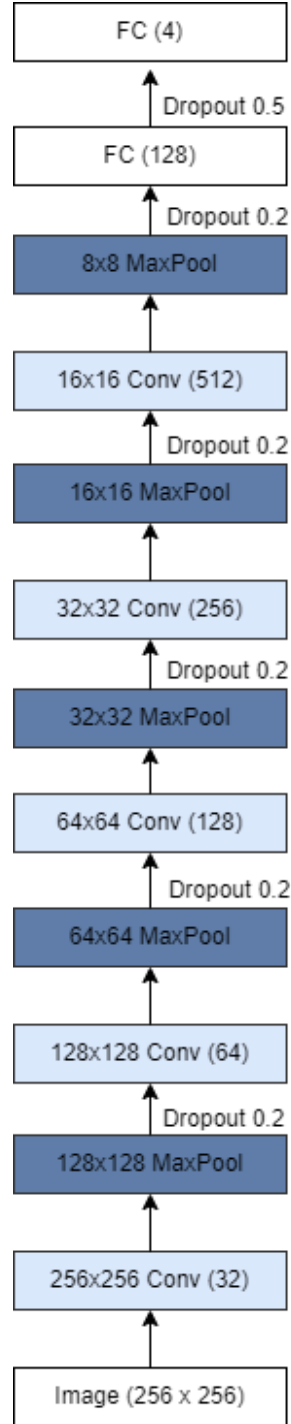 FC (4)
Dropout 0.5
FC (128)
Dropout 0.2
8x8 MaxPool
16x16 Conv (512)
Dropout 0.2
16x16 MaxPool
32x32 Conv (256)
Dropout 0.2
32x32 MaxPool
64x64 Conv (128)
Dropout 0.2
64x64 MaxPool
128x128 Conv (64)
Dropout 0.2
128x128 MaxPool
256x256 Conv (32)
Image (256 x 256)